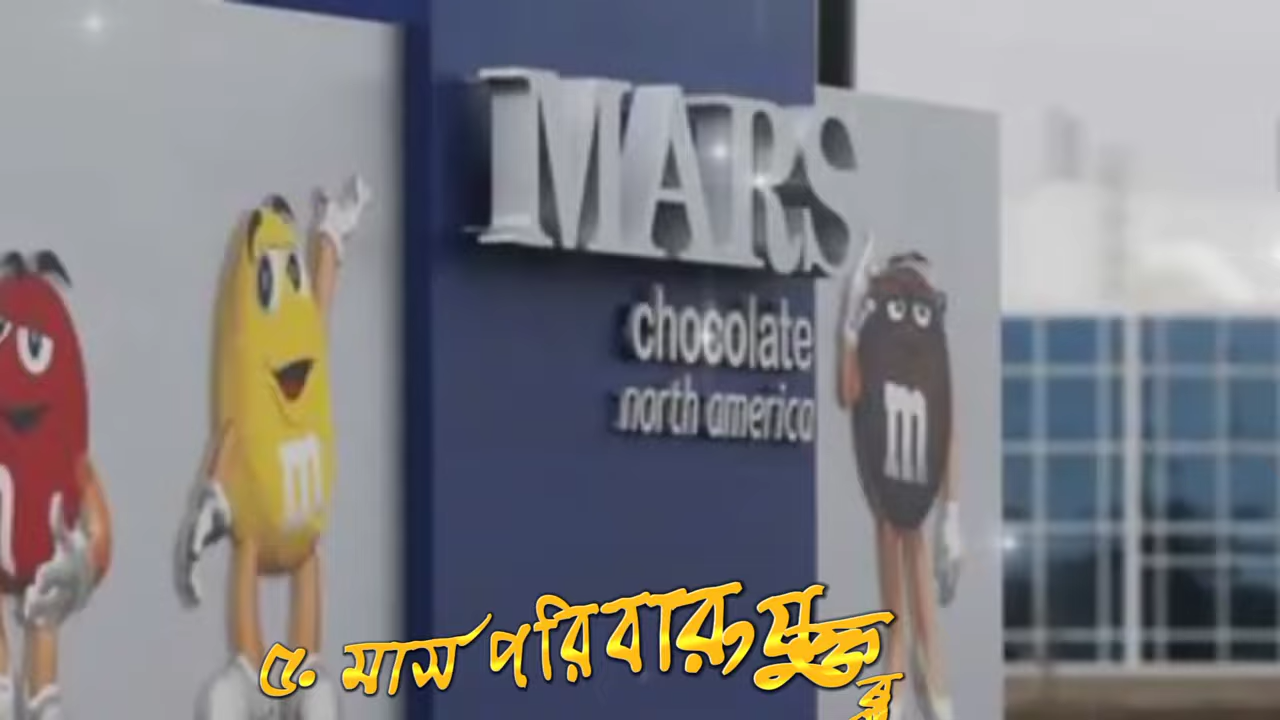 MARS
chocolate
north america
m
m
৫. মার্স পরিবার, যুক্ত